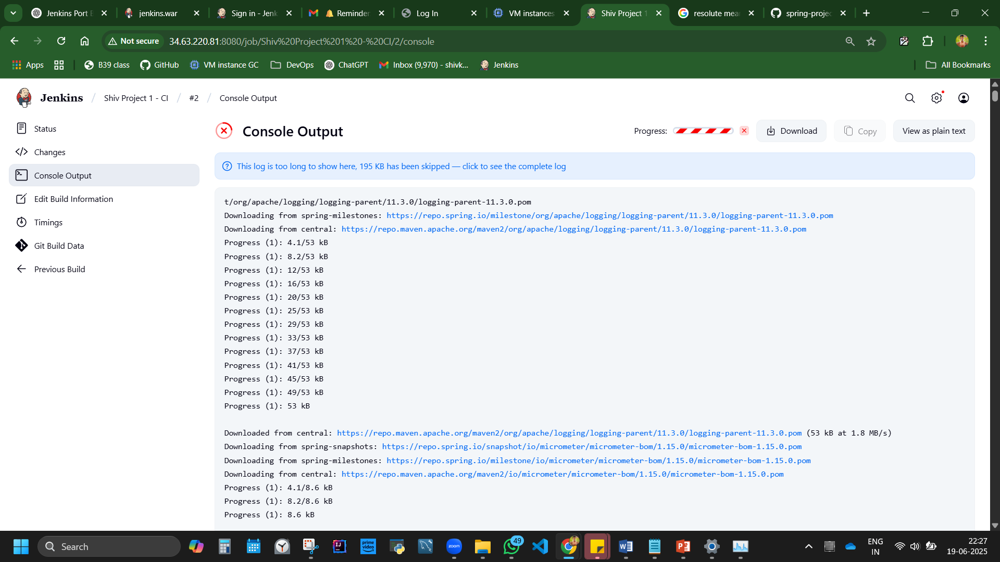 Jenkins Port E
jenkins.war
Sign in - Jenk
Reminder
Log In
VM instances
Shiv Project 1
resolute mea
spring-projec
Not secure
34.63.220.81:8080/job/Shiv%20Project%201%20-%20CI/2/console
Apps
B39 class
GitHub
VM instance GC
DevOps
ChatGPT
Inbox (9,970) - shivk...
Jenkins
All Bookmarks
Jenkins / Shiv Project 1 - CI / #2 / Console Output
Status
Changes
Console Output
Edit Build Information
Timings
Git Build Data
Previous Build
Console Output
Progress:
Download
Copy
View as plain text
This log is too long to show here, 195 KB has been skipped — click to see the complete log
t/org/apache/logging/logging-parent/11.3.0/logging-parent-11.3.0.pom
Downloading from spring-milestones: https://repo.spring.io/milestone/org/apache/logging/logging-parent/11.3.0/logging-parent-11.3.0.pom
Downloading from central: https://repo.maven.apache.org/maven2/org/apache/logging/logging-parent/11.3.0/logging-parent-11.3.0.pom
Progress (1): 4.1/53 kB
Progress (1): 8.2/53 kB
Progress (1): 12/53 kB
Progress (1): 16/53 kB
Progress (1): 20/53 kB
Progress (1): 25/53 kB
Progress (1): 29/53 kB
Progress (1): 33/53 kB
Progress (1): 37/53 kB
Progress (1): 41/53 kB
Progress (1): 45/53 kB
Progress (1): 49/53 kB
Progress (1): 53 kB
Downloaded from central: https://repo.maven.apache.org/maven2/org/apache/logging/logging-parent/11.3.0/logging-parent-11.3.0.pom (53 kB at 1.8 MB/s)
Downloading from spring-snapshots: https://repo.spring.io/snapshot/io/micrometer/micrometer-bom/1.15.0/micrometer-bom-1.15.0.pom
Downloading from spring-milestones: https://repo.spring.io/milestone/io/micrometer/micrometer-bom/1.15.0/micrometer-bom-1.15.0.pom
Downloading from central: https://repo.maven.apache.org/maven2/io/micrometer/micrometer-bom/1.15.0/micrometer-bom-1.15.0.pom
Progress (1): 4.1/8.6 kB
Progress (1): 8.2/8.6 kB
Progress (1): 8.6 kB
Search
prime video
zoom
49
ENG
IN
22:27
19-06-2025